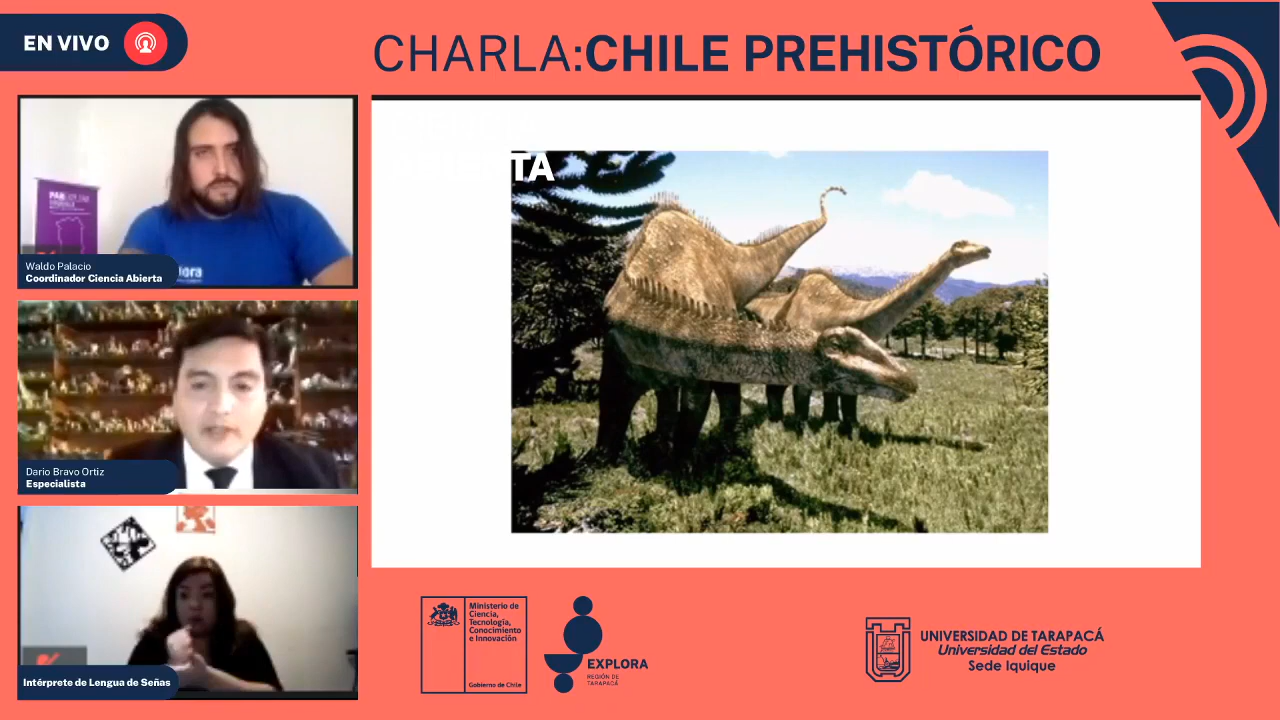 EN VIVO
CHARLA:CHILE PREHISTÓRICO
TA
PAR
Waldo Palacio
Coordinador Ciencia Abierta
Dario Bravo Ortiz
Especialista
Intérprete de Lengua de Señas
Ministerio de
Ciencia,
Tecnología,
Conocimiento
e Innovación
Gobierno de Chile
EXPLORA
REGIÓN DE
TARAPACÁ
UNIVERSIDAD DE TARAPACÁ
Universidad del Estado
Sede Iquique